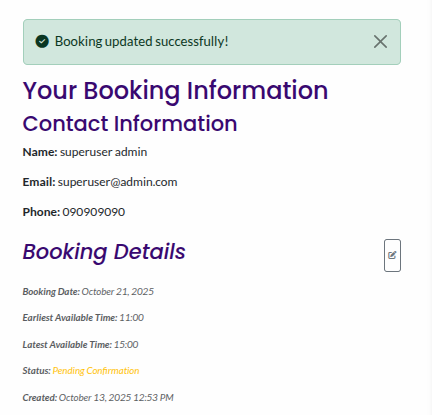 Booking updated successfully!
Your Booking Information
Contact Information
Name: superuser admin
Email: superuser@admin.com
Phone: 090909090
Booking Details
Booking Date: October 21, 2025
Earliest Available Time: 11:00
Latest Available Time: 15:00
Status: Pending Confirmation
Created: October 13, 2025 12:53 PM